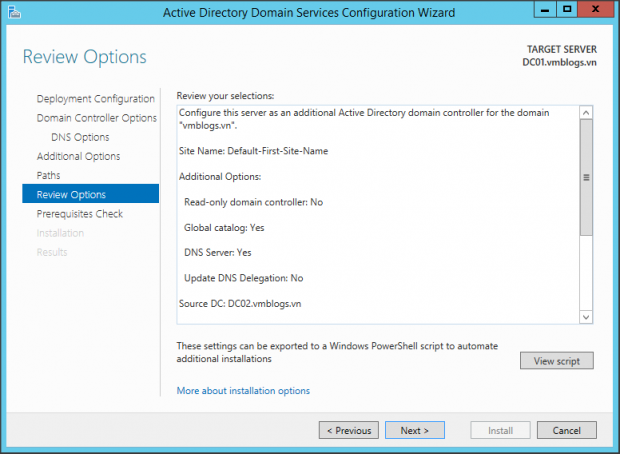 Active Directory Domain Services Configuration Wizard
Review Options
TARGET SERVER
DC01.vmblogs.vn
Deployment Configuration
Domain Controller Options
DNS Options
Additional Options
Paths
Review Options
Prerequisites Check
Installation
Results
Review your selections:
Configure this server as an additional Active Directory domain controller for the domain
"vmblogs.vn".
Site Name: Default-First-Site-Name
Additional Options:
Read-only domain controller: No
Global catalog: Yes
DNS Server: Yes
Update DNS Delegation: No
Source DC: DC02.vmblogs.vn
These settings can be exported to a Windows PowerShell script to automate
additional installations
View script
More about installation options
< Previous
Next >
Install
Cancel